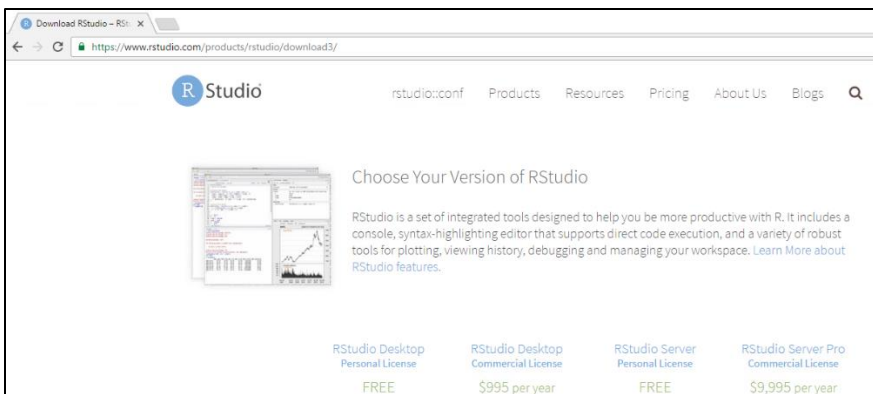 Download RStudio – RSt
https://www.rstudio.com/products/rstudio/download3/
R Studio
rstudio::conf Products Resources Pricing About Us Blogs
Choose Your Version of RStudio
RStudio is a set of integrated tools designed to help you be more productive with R. It includes a
console, syntax-highlighting editor that supports direct code execution, and a variety of robust
tools for plotting, viewing history, debugging and managing your workspace. Learn More about
RStudio features.
RStudio Desktop RStudio Desktop RStudio Server RStudio Server Pro
Personal License Commercial License Personal License Commercial License
FREE $995 per year FREE $9,995 per year